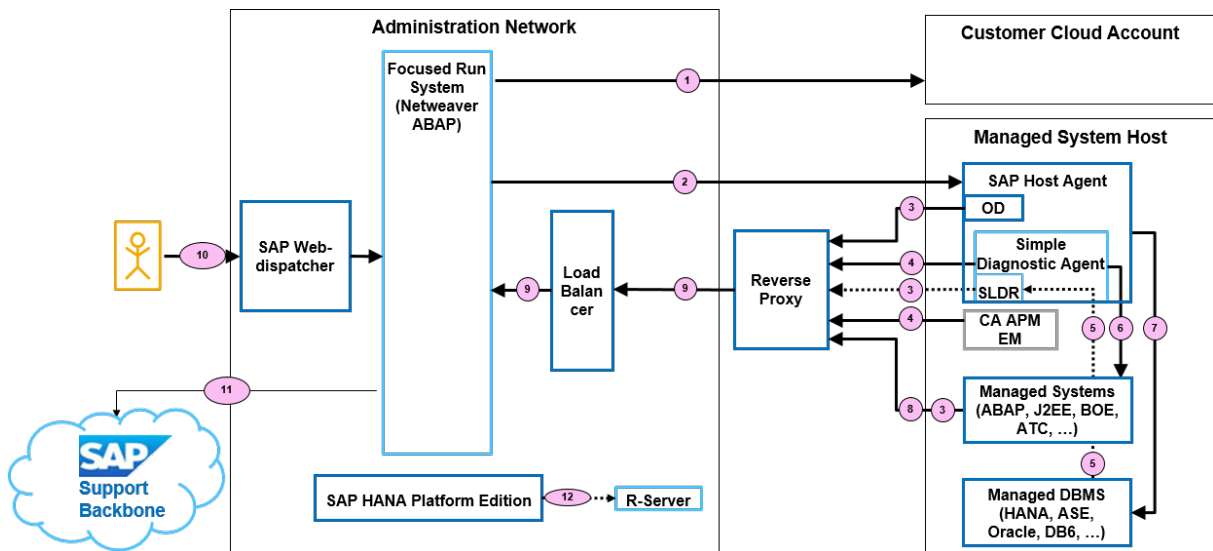 Administration Network
Customer Cloud Account
Focused Run
System
(Netweaver
ABAP)
1
Managed System Host
SAP Host Agent
2
OD
3
SAP Web-
dispatcher
10
Load
Balan
cer
9
Reverse
Proxy
9
Simple
Diagnostic Agent
4
SLDR
3
CA APM
EM
4
5
6
7
Managed Systems
(ABAP, J2EE, BOE,
ATC, …)
8
3
11
SAP
Support
Backbone
5
SAP HANA Platform Edition
12
R-Server
Managed DBMS
(HANA, ASE,
Oracle, DB6, …)